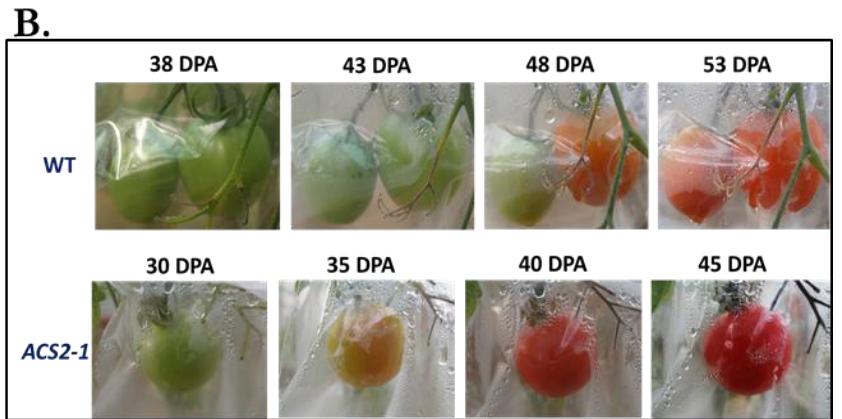 B.
38 DPA 43 DPA 48 DPA 53 DPA
WT
30 DPA 35 DPA 40 DPA 45 DPA
ACS2-1